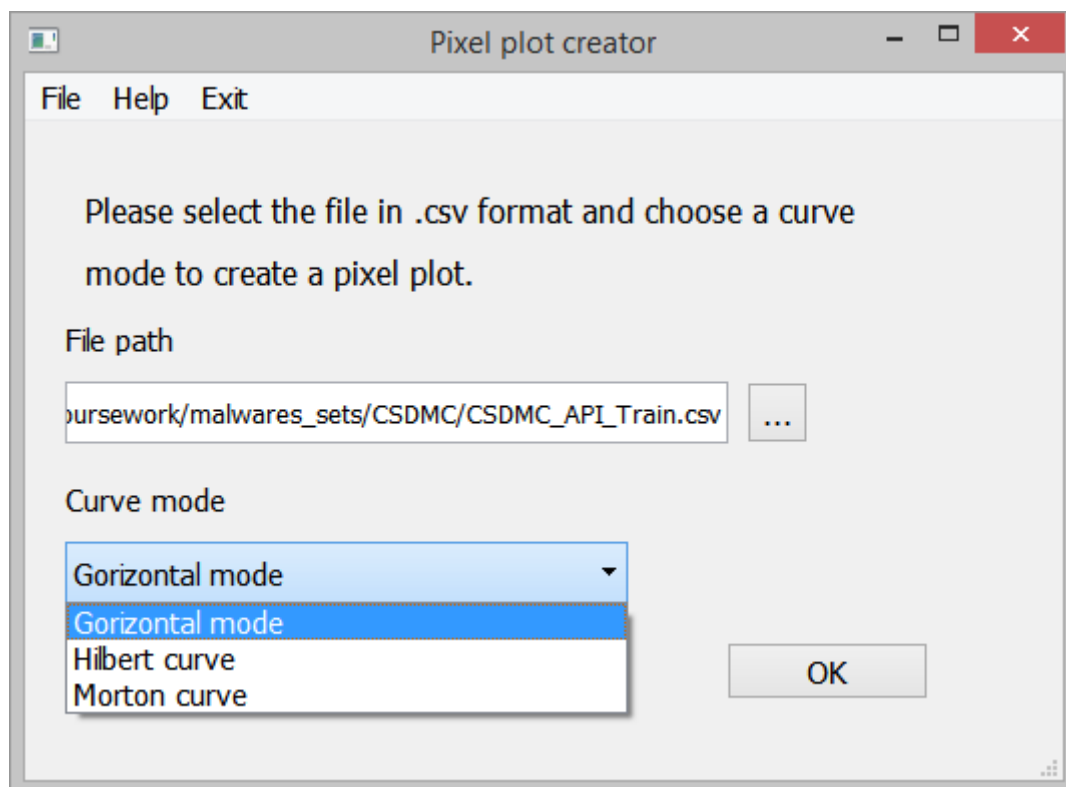 Pixel plot creator
File Help Exit
Please select the file in .csv format and choose a curve
mode to create a pixel plot.
File path
oursework/malwares_sets/CSDMC/CSDMC_API_Train.csv
...
Curve mode
Gorizontal mode
Gorizontal mode
Hilbert curve
Morton curve
OK